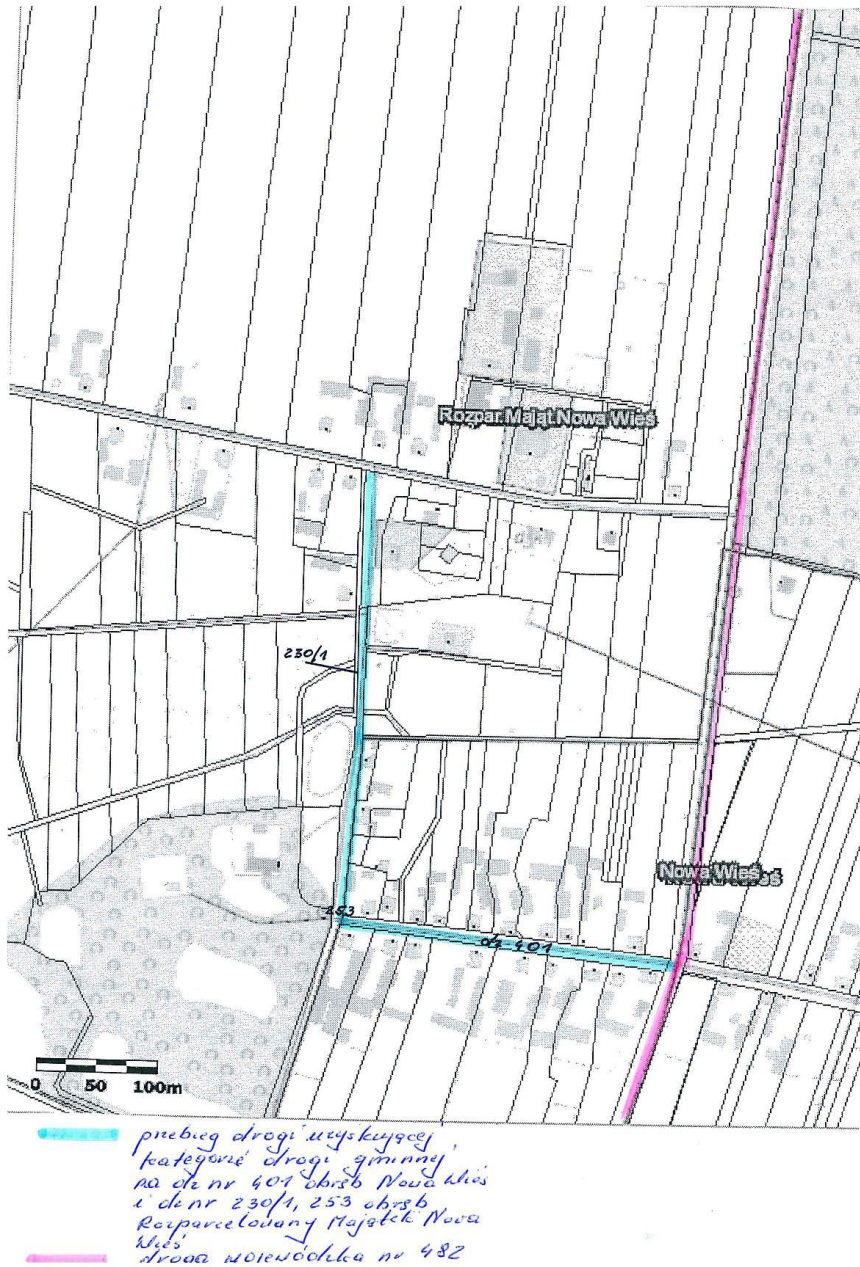 Rozpar.Mająt.Nowa Wieś
230/1
Nowa Wieś
253
dz 401
0 50 100m
przebieg drogi uzyskującej
kategorię drogi gminnej
na dz nr 401 obręb Nowa Wieś
i dz nr 230/1, 253 obręb
Rozparcelowany Majątek Nowa
Wieś
droga wojewódzka nr 482